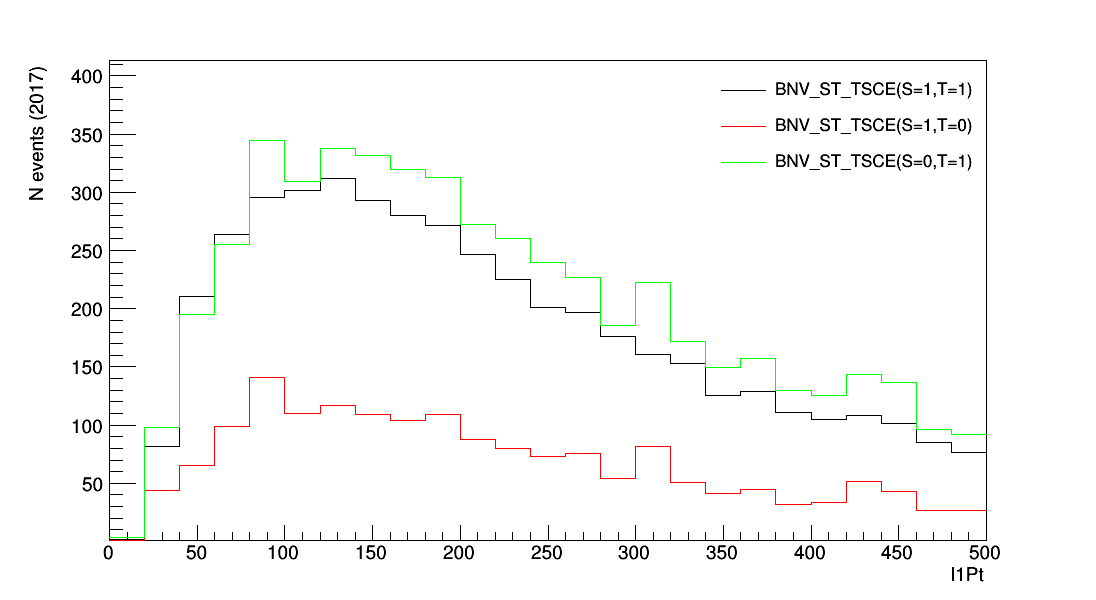 N events (2017)
400
350
300
250
200
150
100
50
0 50 100 150 200 250 300 350 400 450 500
l1Pt
BNV_ST_TSCE(S=1,T=1)
BNV_ST_TSCE(S=1,T=0)
BNV_ST_TSCE(S=0,T=1)